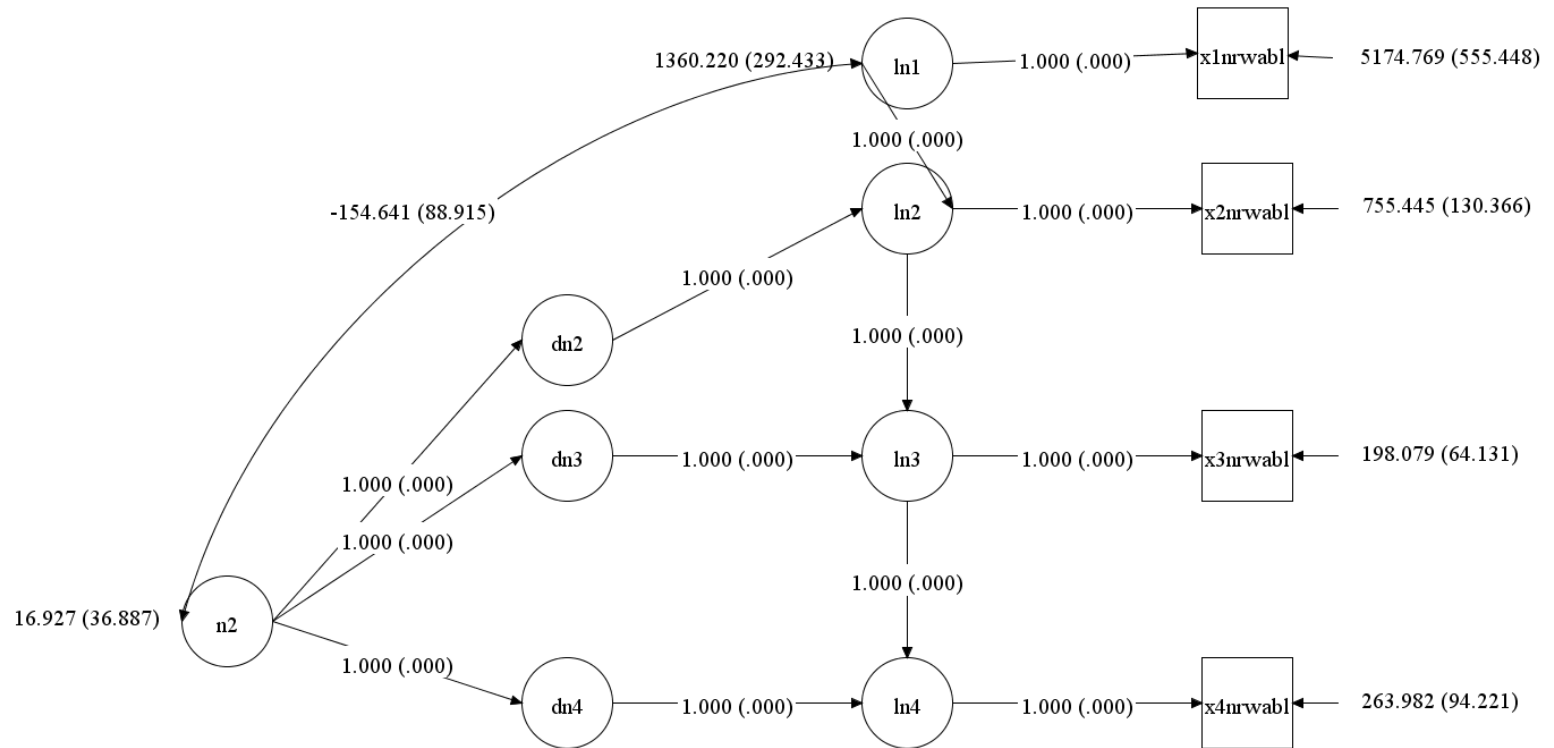 1360.220 (292.433)
ln1
1.000 (.000)
x1nrwabl
5174.769 (555.448)
1.000 (.000)
-154.641 (88.915)
ln2
1.000 (.000)
x2nrwabl
755.445 (130.366)
1.000 (.000)
dn2
1.000 (.000)
dn3
1.000 (.000)
ln3
1.000 (.000)
x3nrwabl
198.079 (64.131)
1.000 (.000)
1.000 (.000)
1.000 (.000)
16.927 (36.887)
n2
1.000 (.000)
dn4
1.000 (.000)
ln4
1.000 (.000)
x4nrwabl
263.982 (94.221)